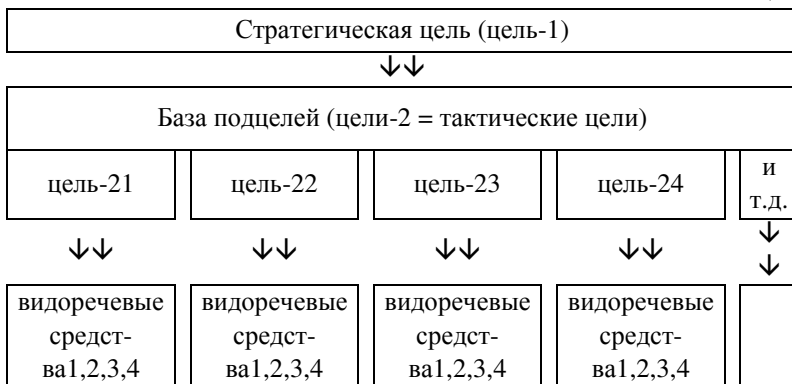 Стратегическая цель (цель-1)
База подцелей (цели-2 = тактические цели)
цель-21 цель-22 цель-23 цель-24 и
т.д.
видоречевые видоречевые видоречевые видоречевые
средст- средст- средст- средст-
ва1,2,3,4 ва1,2,3,4 ва1,2,3,4 ва1,2,3,4